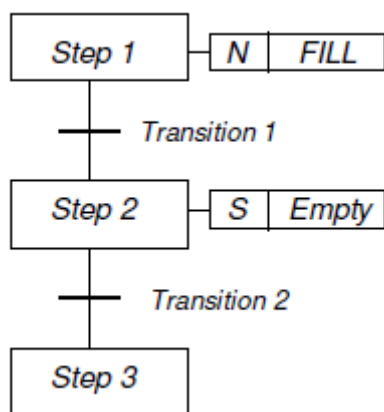 Step 1 N FILL
Transition 1
Step 2 S Empty
Transition 2
Step 3